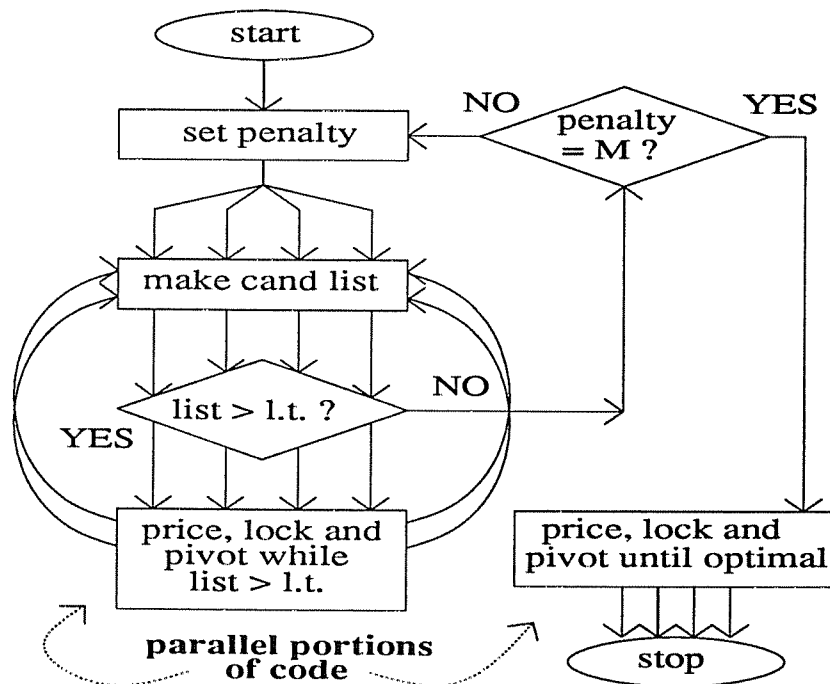 start
NO
YES
set penalty
penalty
= M ?
make cand list
list > l.t. ?
NO
YES
price, lock and
pivot while
list > l.t.
price, lock and
pivot until optimal
parallel portions
of code
stop